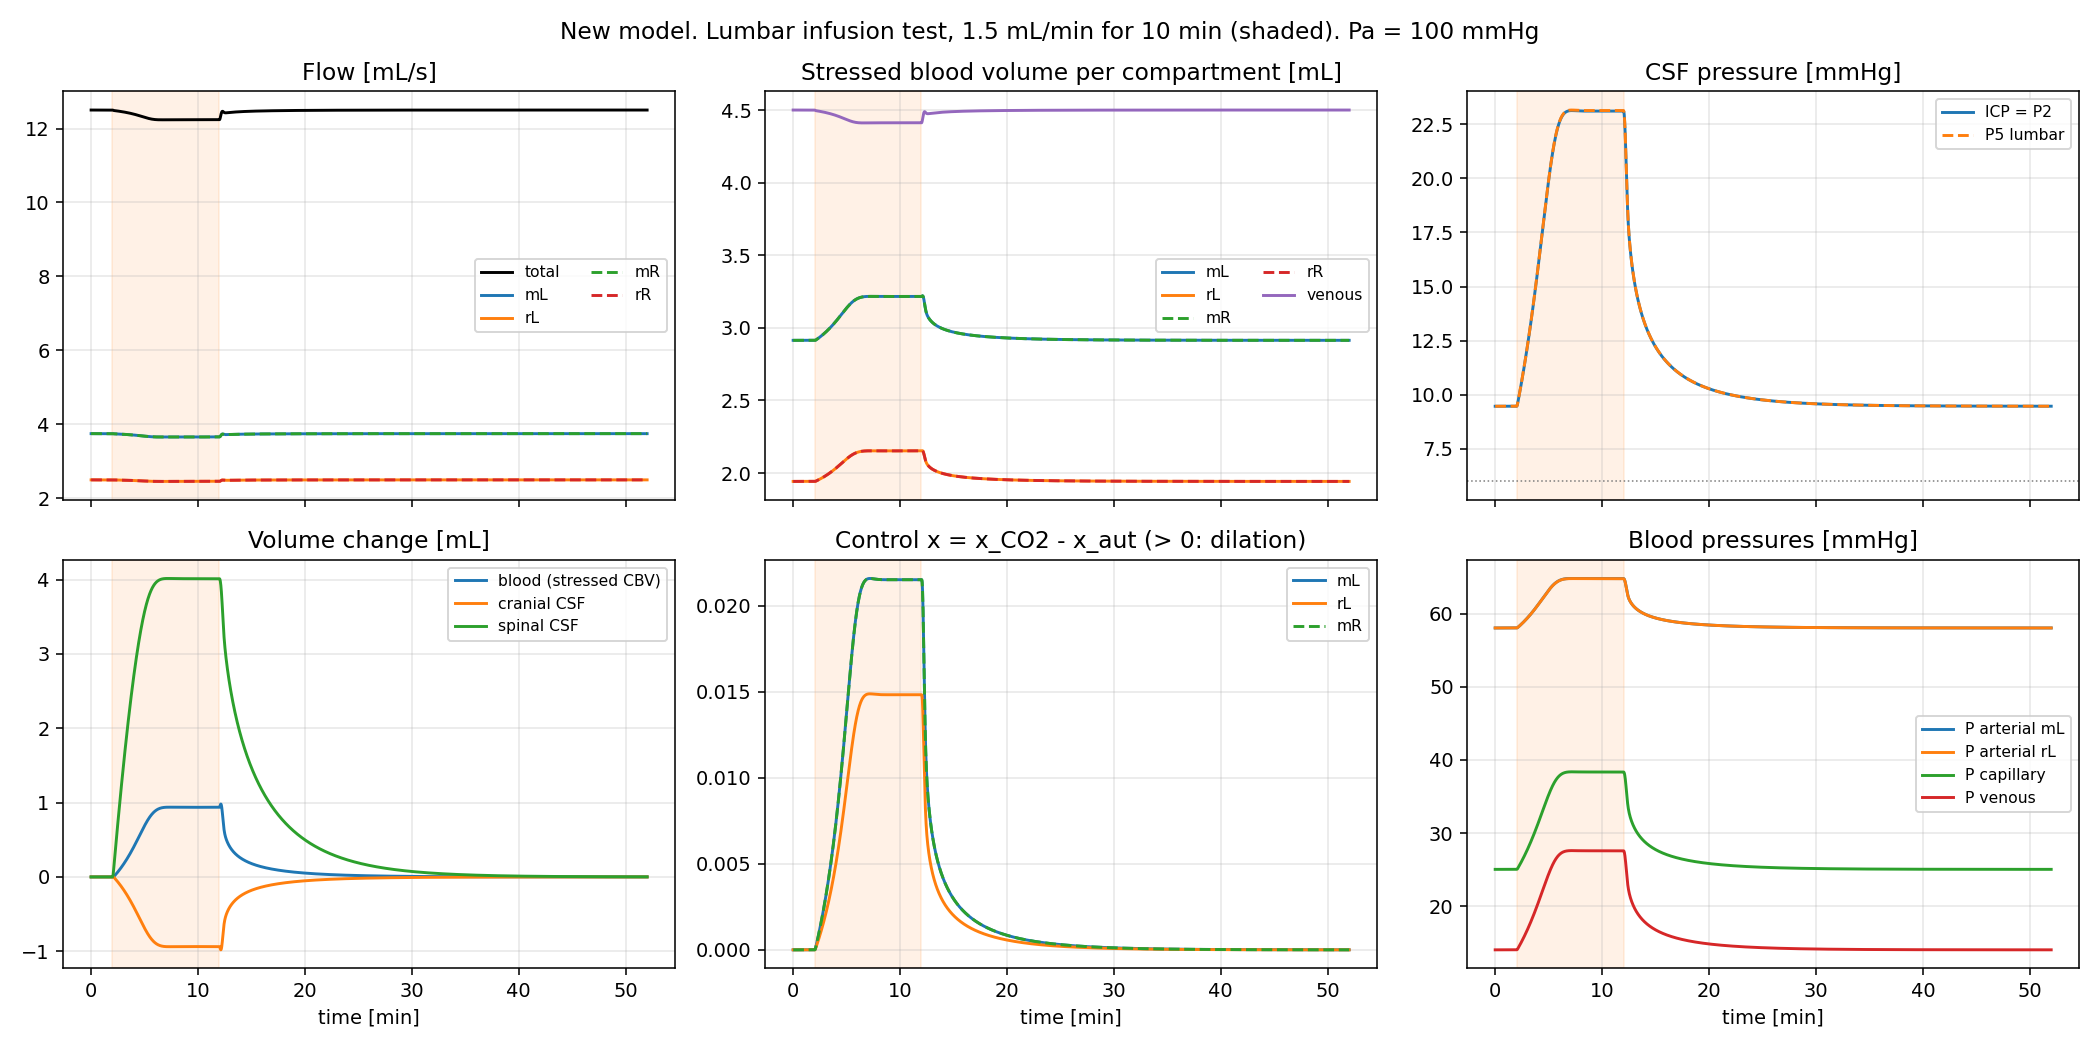 New model. Lumbar infusion test, 1.5 mL/min for 10 min (shaded). Pa = 100 mmHg
Flow [mL/s]
12
10
8
6
4
2
total
mL
rL
mR
rR
Stressed blood volume per compartment [mL]
4.5
4.0
3.5
3.0
2.5
2.0
mL
rL
mR
rR
venous
CSF pressure [mmHg]
22.5
20.0
17.5
15.0
12.5
10.0
7.5
ICP = P2
P5 lumbar
Volume change [mL]
4
3
2
1
0
−1
blood (stressed CBV)
cranial CSF
spinal CSF
0 10 20 30 40 50
time [min]
Control x = x_CO2 - x_aut (> 0: dilation)
0.020
0.015
0.010
0.005
0.000
mL
rL
mR
0 10 20 30 40 50
time [min]
Blood pressures [mmHg]
60
50
40
30
20
P arterial mL
P arterial rL
P capillary
P venous
0 10 20 30 40 50
time [min]